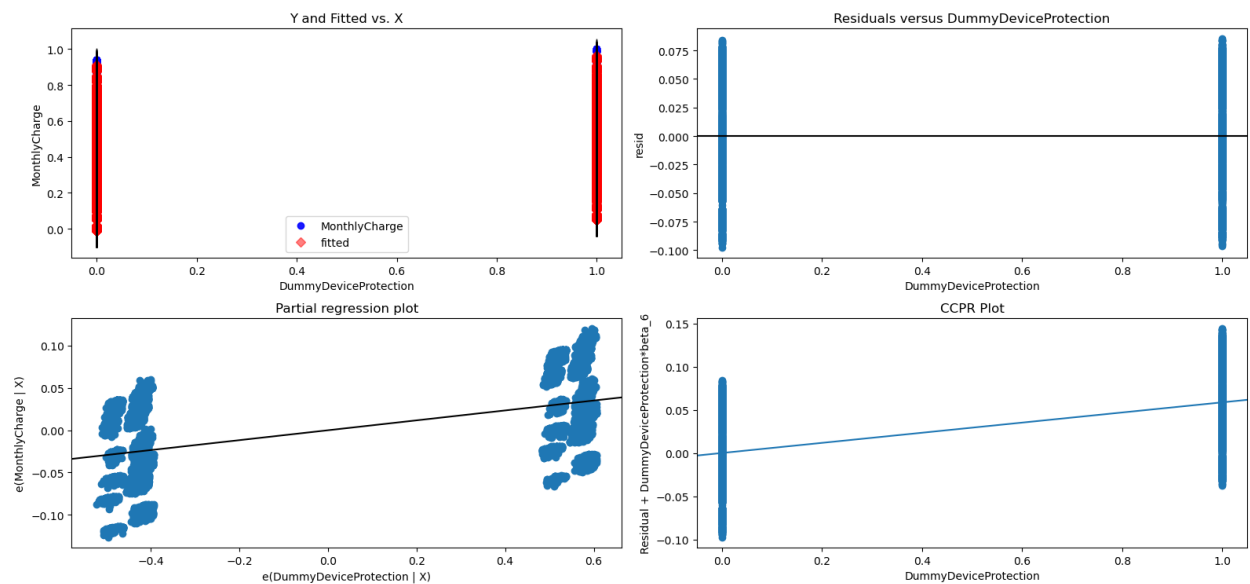 Y and Fitted vs. X
MonthlyCharge
1.0
0.8
0.6
0.4
0.2
0.0
MonthlyCharge
fitted
0.0 0.2 0.4 0.6 0.8 1.0
DummyDeviceProtection
Residuals versus DummyDeviceProtection
resid
0.075
0.050
0.025
0.000
−0.025
−0.050
−0.075
−0.100
0.0 0.2 0.4 0.6 0.8 1.0
DummyDeviceProtection
Partial regression plot
e(MonthlyCharge | X)
0.10
0.05
0.00
−0.05
−0.10
−0.4 −0.2 0.0 0.2 0.4 0.6
e(DummyDeviceProtection | X)
CCPR Plot
Residual + DummyDeviceProtection*beta_6
0.15
0.10
0.05
0.00
−0.05
−0.10
0.0 0.2 0.4 0.6 0.8 1.0
DummyDeviceProtection